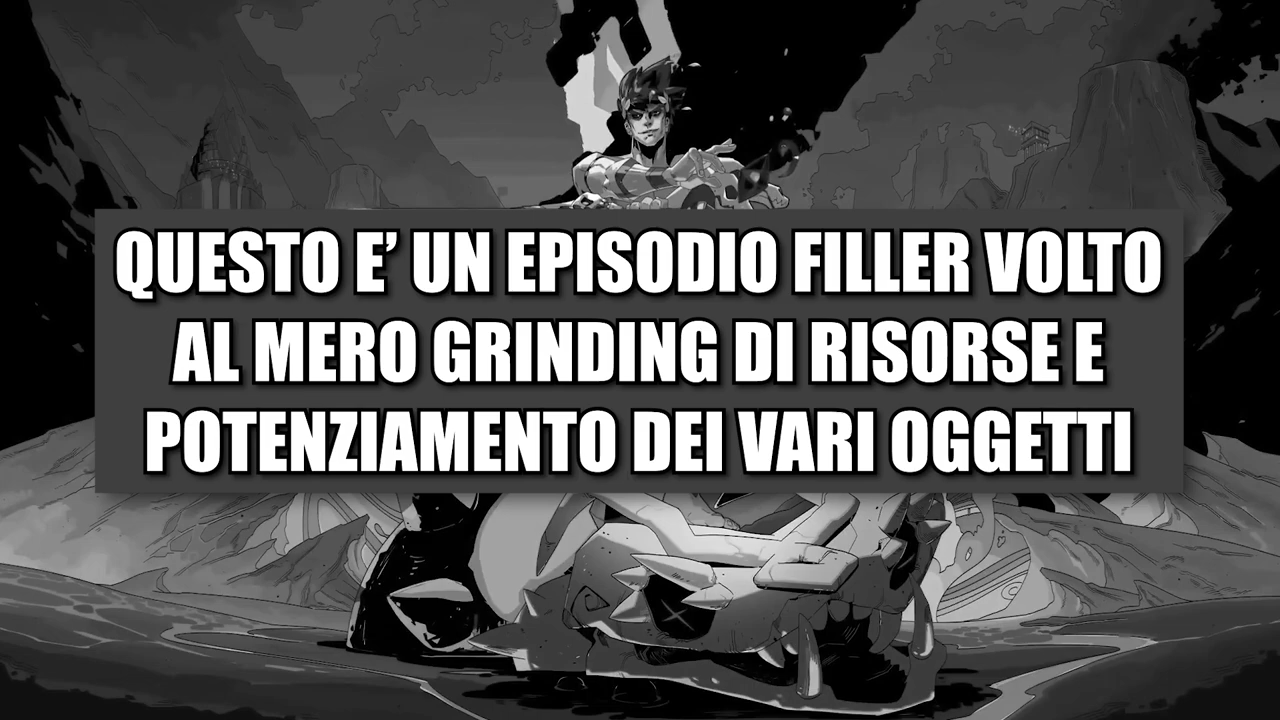 QUESTO E’ UN EPISODIO FILLER VOLTO
AL MERO GRINDING DI RISORSE E
POTENZIAMENTO DEI VARI OGGETTI